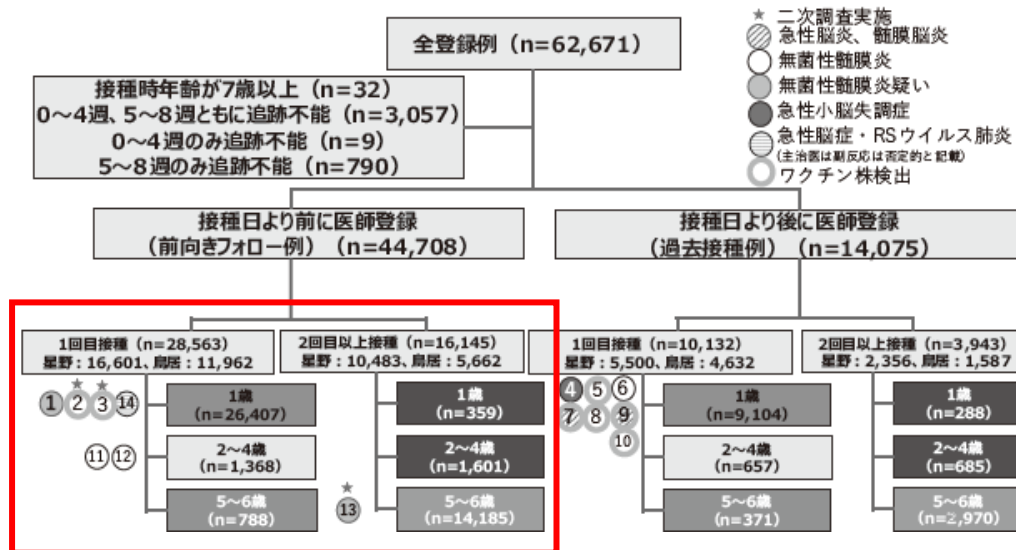 全登録例（n=62,671）
★ 二次調査実施
急性脳炎、髄膜脳炎
無菌性髄膜炎
無菌性髄膜炎疑い
急性小脳失調症
急性脳症・RSウイルス肺炎
(主治医は副反応は否定的と記載)
ワクチン株検出
接種時年齢が7歳以上（n=32）
0～4週、5～8週ともに追跡不能（n=3,057）
0～4週のみ追跡不能（n=9）
5～8週のみ追跡不能（n=790）
接種日より前に医師登録
（前向きフォロー例）（n=44,708）
接種日より後に医師登録
（過去接種例）（n=14,075）
1回目接種（n=28,563）
星野：16,601、鳥居：11,962
2回目以上接種（n=16,145）
星野：10,483、鳥居：5,662
1回目接種（n=10,132）
星野：5,500、鳥居：4,632
2回目以上接種（n=3,943）
星野：2,356、鳥居：1,587
★ ★
1 2 3 14
1歳
（n=26,407）
1歳
（n=359）
4 5 6
7 8 9
10
1歳
（n=9,104）
1歳
（n=288）
11 12
2～4歳
（n=1,368）
2～4歳
（n=1,601）
2～4歳
（n=657）
2～4歳
（n=685）
5～6歳
（n=788）
★
13
5～6歳
（n=14,185）
5～6歳
（n=371）
5～6歳
（n=2,970）